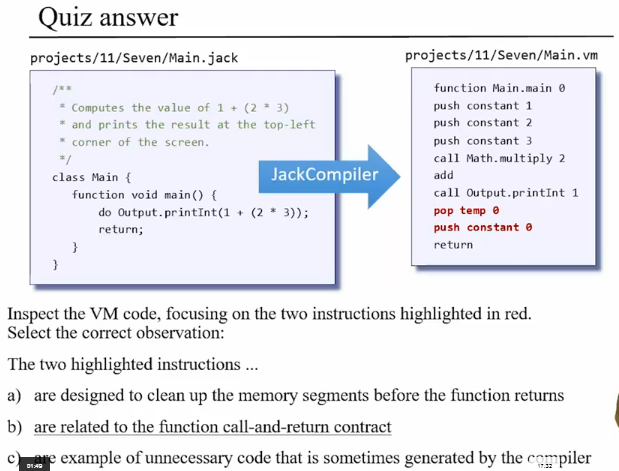 Quiz answer
projects/11/Seven/Main.jack
projects/11/Seven/Main.vm
/**
* Computes the value of 1 + (2 * 3)
* and prints the result at the top-left
* corner of the screen.
*/
class Main {
function void main() {
do Output.printInt(1 + (2 * 3));
return;
}
}
JackCompiler
function Main.main 0
push constant 1
push constant 2
push constant 3
call Math.multiply 2
add
call Output.printInt 1
pop temp 0
push constant 0
return
Inspect the VM code, focusing on the two instructions highlighted in red.
Select the correct observation:
The two highlighted instructions ...
a) are designed to clean up the memory segments before the function returns
b) are related to the function call-and-return contract
c) are example of unnecessary code that is sometimes generated by the compiler
01:49
17:32